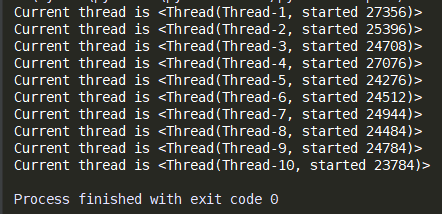 Current thread is <Thread(Thread-1, started 27356)>
Current thread is <Thread(Thread-2, started 25396)>
Current thread is <Thread(Thread-3, started 24708)>
Current thread is <Thread(Thread-4, started 27076)>
Current thread is <Thread(Thread-5, started 24276)>
Current thread is <Thread(Thread-6, started 24512)>
Current thread is <Thread(Thread-7, started 24944)>
Current thread is <Thread(Thread-8, started 24484)>
Current thread is <Thread(Thread-9, started 24784)>
Current thread is <Thread(Thread-10, started 23784)>
Process finished with exit code 0